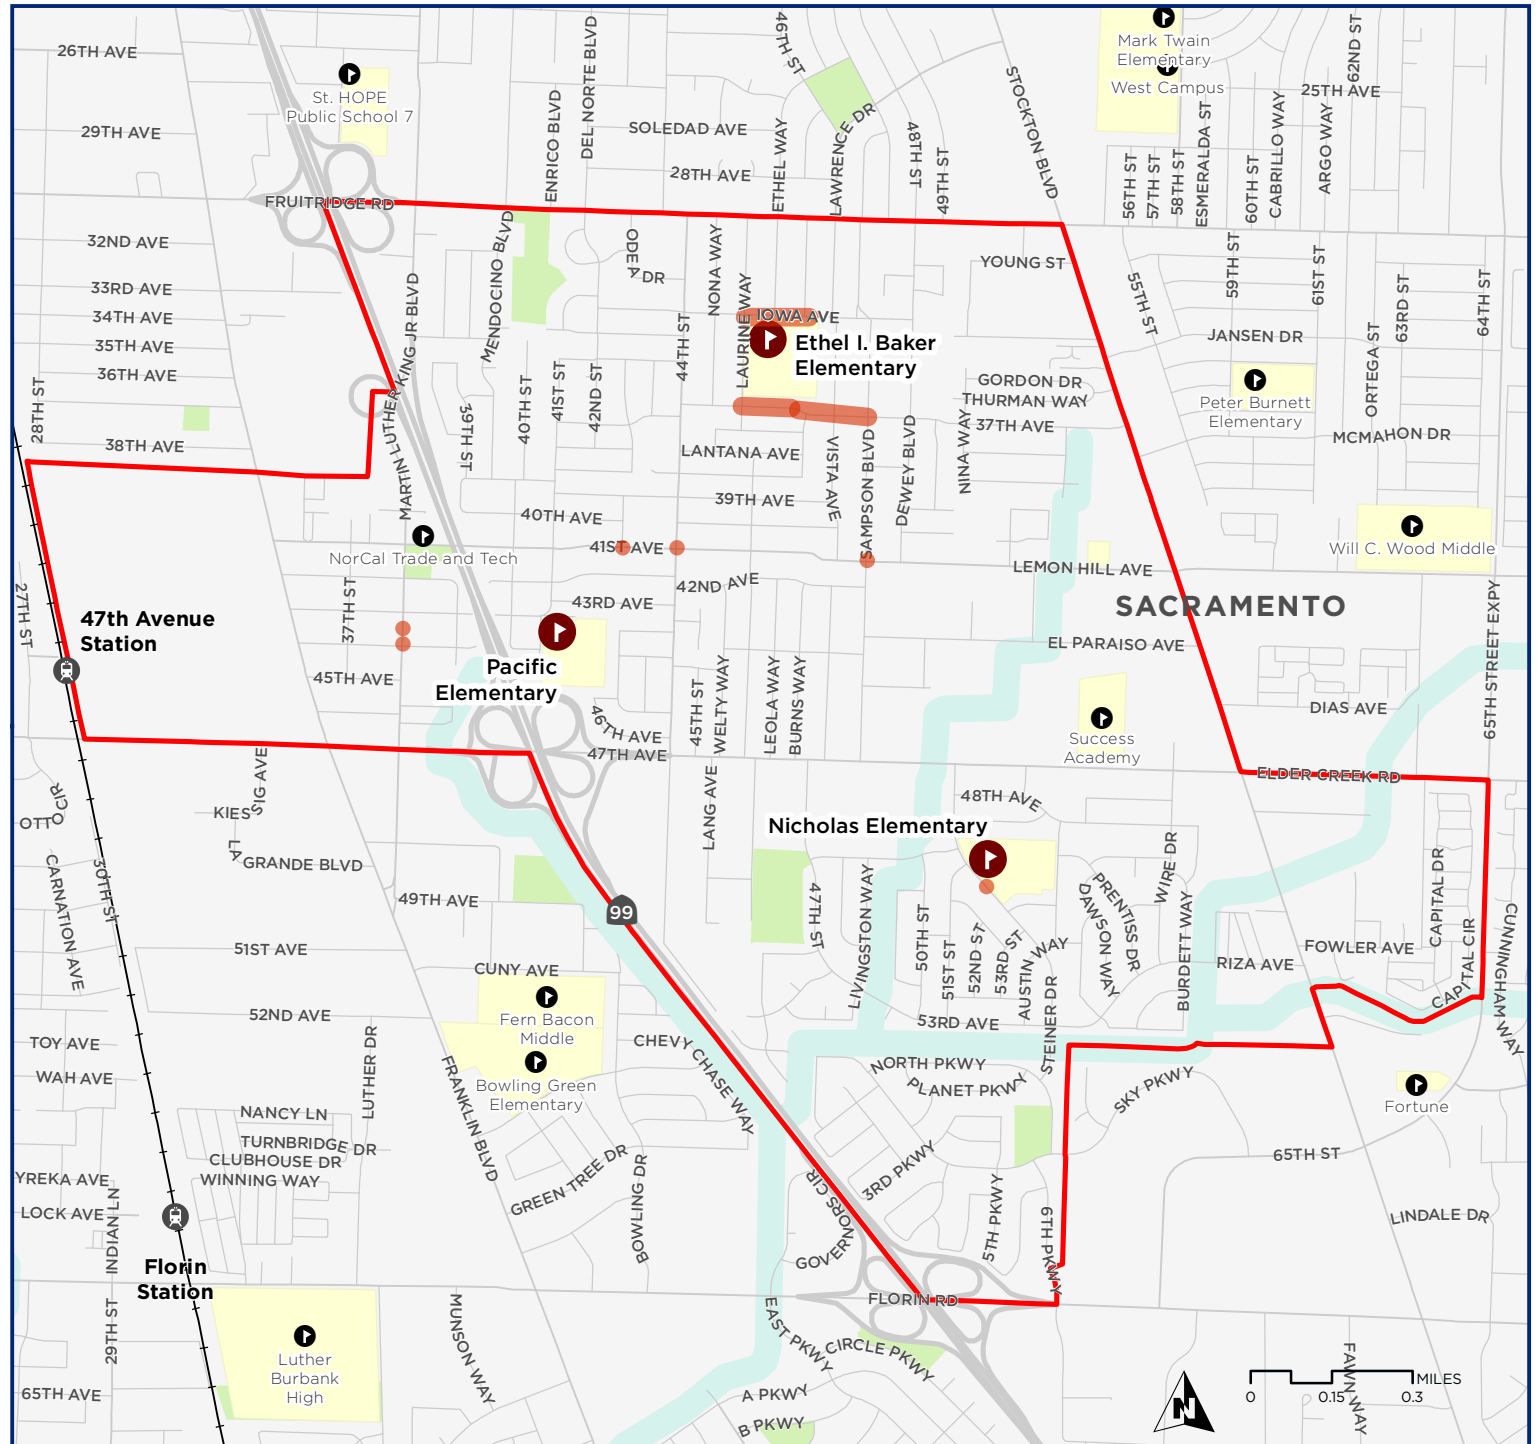 26TH AVE
29TH AVE
St. HOPE
Public School 7
DEL NORTE BLVD
ENRICO BLVD
46TH ST
SOLEDAD AVE
28TH AVE
ETHEL WAY
LAWRENCE DR
48TH ST
49TH ST
STOCKTON BLVD
Mark Twain
Elementary
West Campus
62ND ST
25TH AVE
56TH ST
57TH ST
58TH ST
ESMERALDA ST
60TH ST
CABRILLO WAY
ARGO WAY
FRUITRIDGE RD
32ND AVE
33RD AVE
34TH AVE
35TH AVE
36TH AVE
28TH ST
38TH AVE
MARTIN LUTHER KING JR BLVD
MENDOCINO BLVD
ODEA DR
NONA WAY
LAURINE WAY
44TH ST
IOWA AVE
Ethel I. Baker
Elementary
YOUNG ST
55TH ST
59TH ST
61ST ST
63RD ST
64TH ST
ORTEGA ST
JANSEN DR
Peter Burnett
Elementary
MCMAHON DR
39TH ST
40TH ST
41ST ST
42ND ST
GORDON DR
THURMAN WAY
37TH AVE
NINA WAY
LANTANA AVE
VISTA AVE
SAMPSON BLVD
DEWEY BLVD
39TH AVE
40TH AVE
41ST AVE
NorCal Trade and Tech
Will C. Wood Middle
LEMON HILL AVE
42ND AVE
43RD AVE
SACRAMENTO
27TH ST
47th Avenue
Station
37TH ST
45TH AVE
Pacific
Elementary
EL PARAISO AVE
65TH STREET EXPY
45TH ST
WELTY WAY
LEOLA WAY
BURNS WAY
46TH AVE
47TH AVE
Success
Academy
DIAS AVE
ELDER CREEK RD
SIG AVE
KIES
OTTO CIR
LA GRANDE BLVD
LANG AVE
48TH AVE
Nicholas Elementary
CARNATION AVE
30TH ST
49TH AVE
99
47TH ST
LIVINGSTON WAY
50TH ST
51ST ST
52ND ST
53RD ST
AUSTIN WAY
STEINER DR
DAWSON WAY
PRENTISS DR
WIRE DR
BURDETT WAY
RIZA AVE
FOWLER AVE
CAPITAL DR
CAPITAL CIR
CUNNINGHAM WAY
51ST AVE
CUNY AVE
Fern Bacon
Middle
52ND AVE
53RD AVE
TOY AVE
WAH AVE
LUTHER DR
FRANKLIN BLVD
Bowling Green
Elementary
CHEVY CHASE WAY
NORTH PKWY
PLANET PKWY
SKY PKWY
Fortune
NANCY LN
TURNBRIDGE DR
CLUBHOUSE DR
WINNING WAY
YREKA AVE
LOCK AVE
INDIAN LN
GREEN TREE DR
BOWLING DR
GOVERNORS CIR
3RD PKWY
5TH PKWY
6TH PKWY
65TH ST
LINDALE DR
Florin
Station
29TH ST
FLORIN RD
Luther
Burbank
High
MUNSON WAY
EAST PKWY
CIRCLE PKWY
65TH AVE
A PKWY
B PKWY
FAWN WAY
N
0
0.15
0.3
MILES